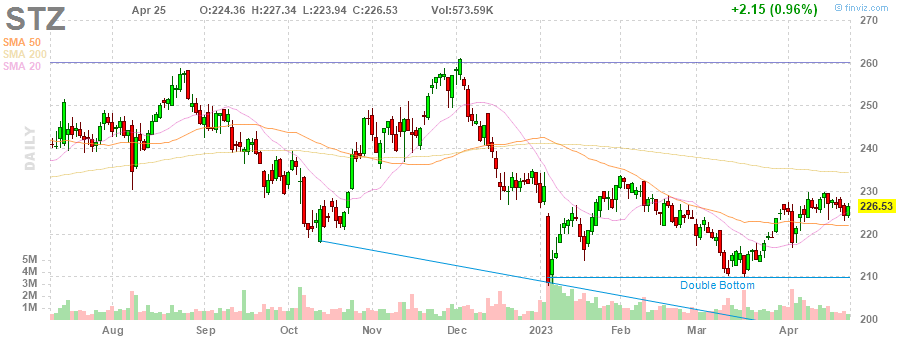 STZ
Apr 25 O:224.36 H:227.34 L:223.94 C:226.53 Vol:573.59K +2.15 (0.96%)
© finviz.com
SMA 50
SMA 200
SMA 20
DAILY
270
260
250
240
230
226.53
220
210
200
5M
4M
3M
2M
1M
Double Bottom
Aug Sep Oct Nov Dec 2023 Feb Mar Apr